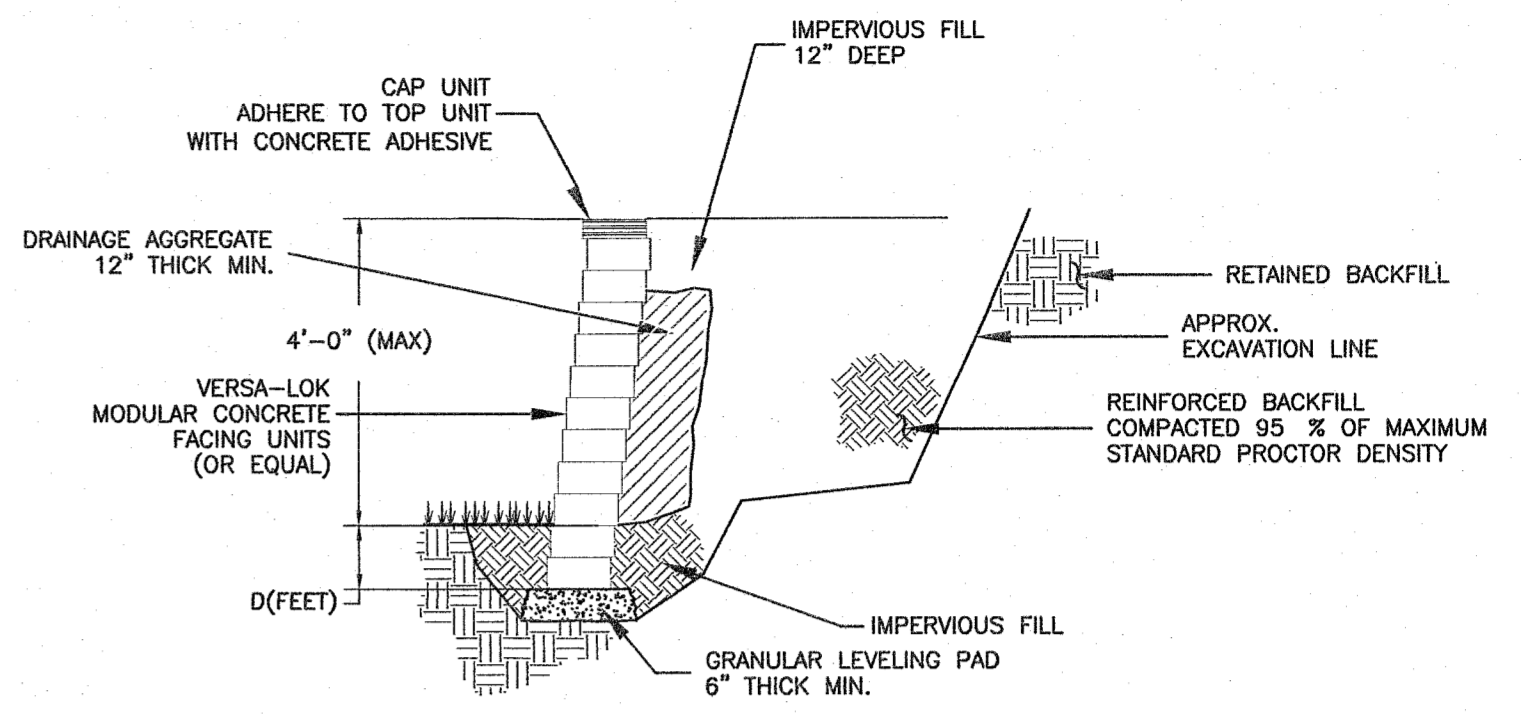 IMPERVIOUS FILL
12" DEEP
CAP UNIT
ADHERE TO TOP UNIT
WITH CONCRETE ADHESIVE
DRAINAGE AGGREGATE
12" THICK MIN.
RETAINED BACKFILL
APPROX.
EXCAVATION LINE
4'-0" (MAX)
VERSA-LOK
MODULAR CONCRETE
FACING UNITS
(OR EQUAL)
REINFORCED BACKFILL
COMPACTED 95 % OF MAXIMUM
STANDARD PROCTOR DENSITY
D(FEET)
IMPERVIOUS FILL
GRANULAR LEVELING PAD
6" THICK MIN.